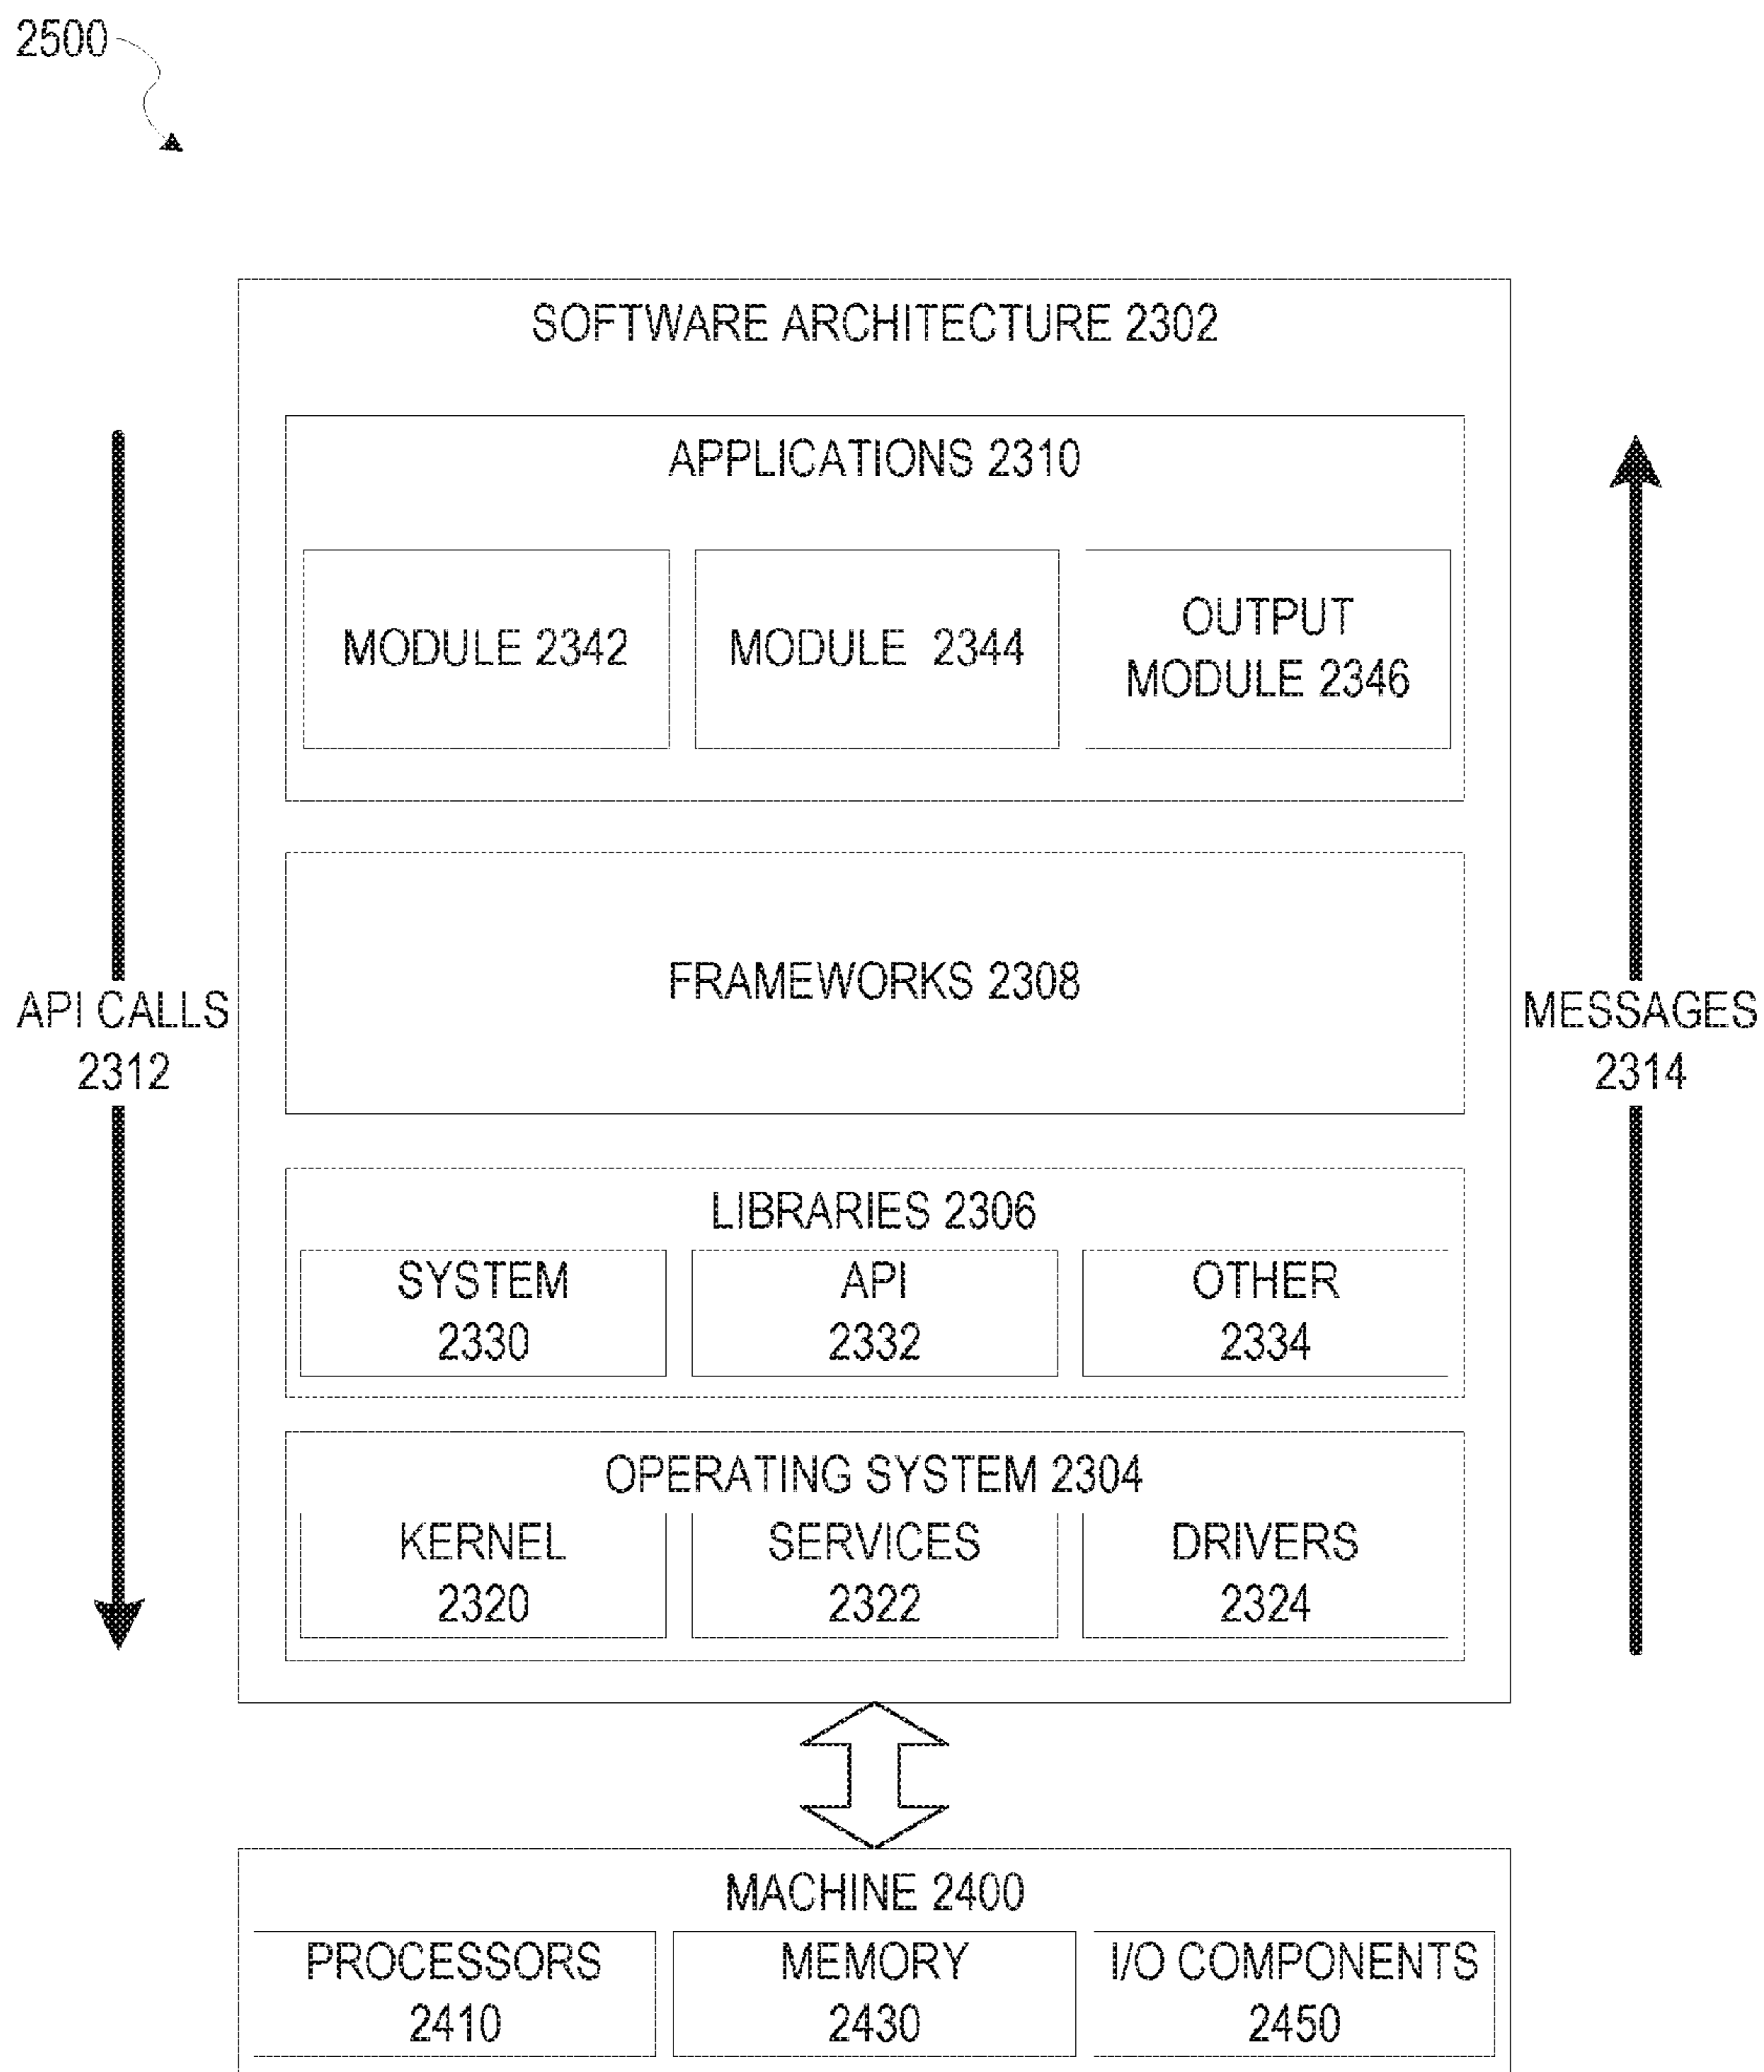 2500
SOFTWARE ARCHITECTURE 2302
APPLICATIONS 2310
MODULE 2342
MODULE 2344
OUTPUT
MODULE 2346
FRAMEWORKS 2308
API CALLS
2312
MESSAGES
2314
LIBRARIES 2306
SYSTEM
2330
API
2332
OTHER
2334
OPERATING SYSTEM 2304
KERNEL
2320
SERVICES
2322
DRIVERS
2324
MACHINE 2400
PROCESSORS
2410
MEMORY
2430
I/O COMPONENTS
2450